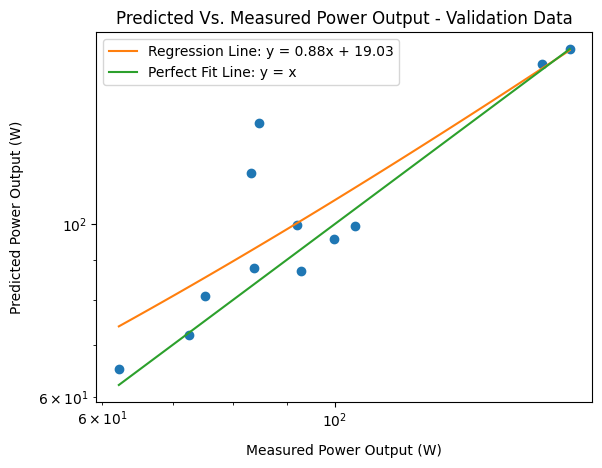 Predicted Vs. Measured Power Output - Validation Data
Regression Line: y = 0.88x + 19.03
Perfect Fit Line: y = x
Predicted Power Output (W)
10²
6 × 10¹
6 × 10¹
10²
Measured Power Output (W)